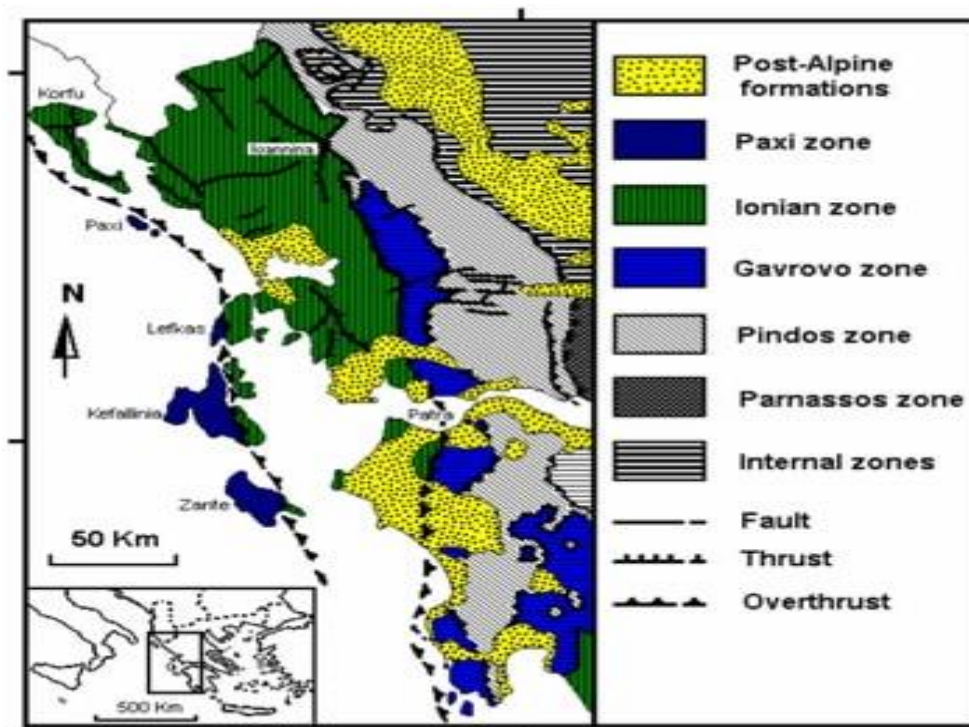 Korfu
Ioannina
Paxi
N
Lefkas
Kefallinia
Patra
Zante
50 Km
500 Km
Post-Alpine
formations
Paxi zone
Ionian zone
Gavrovo zone
Pindos zone
Parnassos zone
Internal zones
Fault
Thrust
Overthrust